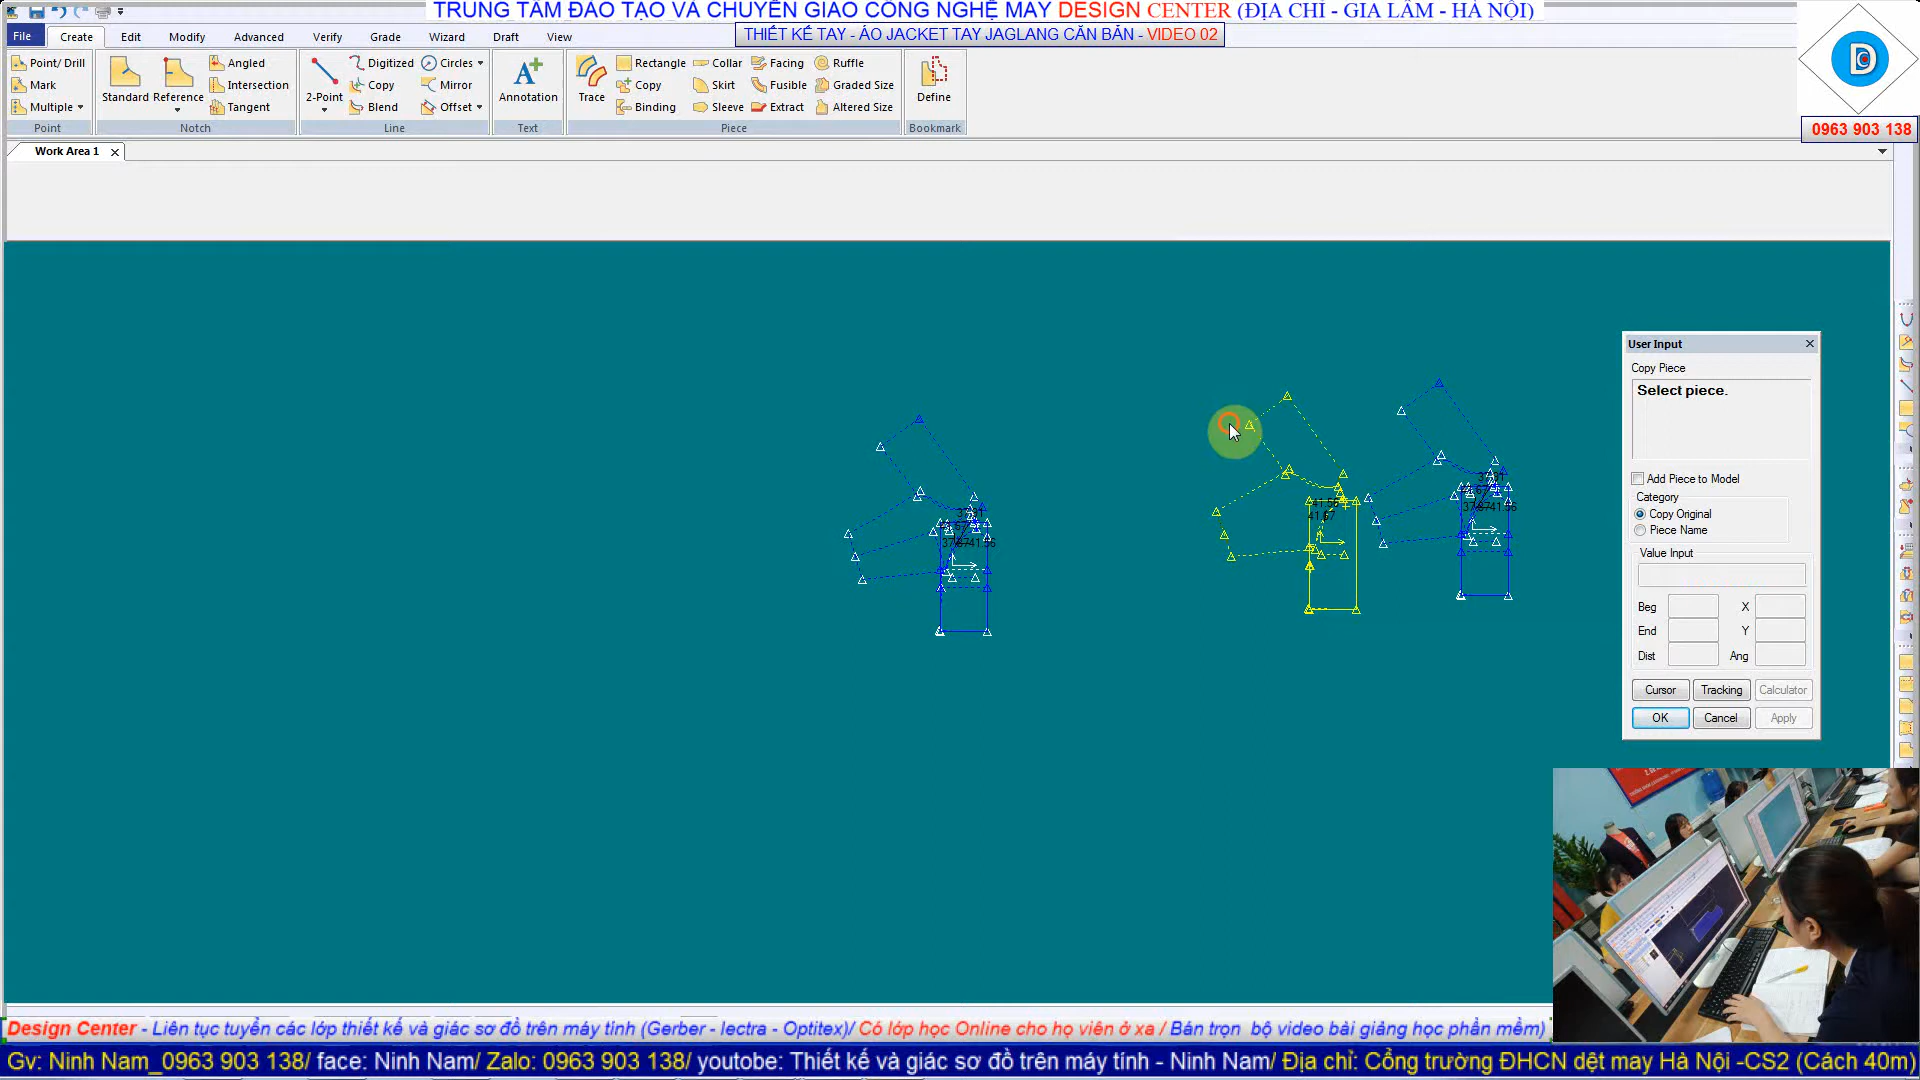 TRUNG TÂM ĐÀO TẠO VÀ CHUYỂN GIAO CÔNG NGHỆ MAY DESIGN CENTER (ĐỊA CHỈ - GIA LÂM - HÀ NỘI)
THIẾT KẾ TAY - ÁO JACKET TAY JAGLANG CĂN BẢN - VIDEO 02
File Create Edit Modify Advanced Verify Grade Wizard Draft View
Point/ Drill Angled Digitized Circles Rectangle Collar Facing Ruffle
Mark Intersection Copy Mirror Copy Skirt Fusible Graded Size
Standard Reference 2-Point Annotation Trace Define
Multiple Tangent Blend Offset Binding Sleeve Extract Altered Size
Point Notch Line Text Piece Bookmark
0963 903 138
Work Area 1
User Input
Copy Piece
Select piece.
Add Piece to Model
Category
Copy Original
Piece Name
Value Input
Beg X
End Y
Dist Ang
Cursor Tracking Calculator
OK Cancel Apply
Design Center - Liên tục tuyển các lớp thiết kế và giác sơ đồ trên máy tính (Gerber - lectra - Optitex)/ Có lớp học Online cho họ viên ở xa / Bán trọn bộ video bài giảng học phần mềm)
Gv: Ninh Nam_0963 903 138/ face: Ninh Nam/ Zalo: 0963 903 138/ youtobe: Thiết kế và giác sơ đồ trên máy tính - Ninh Nam/ Địa chỉ: Cổng trường ĐHCN dệt may Hà Nội -CS2 (Cách 40m)